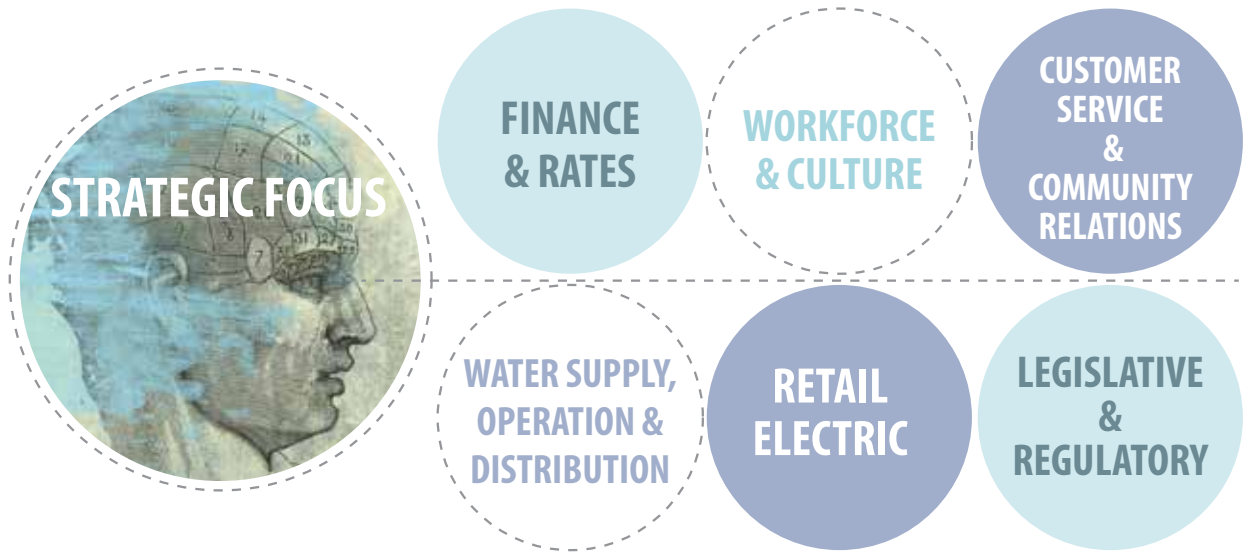 STRATEGIC FOCUS
FINANCE
& RATES
WORKFORCE
& CULTURE
CUSTOMER
SERVICE
&
COMMUNITY
RELATIONS
WATER SUPPLY,
OPERATION &
DISTRIBUTION
RETAIL
ELECTRIC
LEGISLATIVE
&
REGULATORY